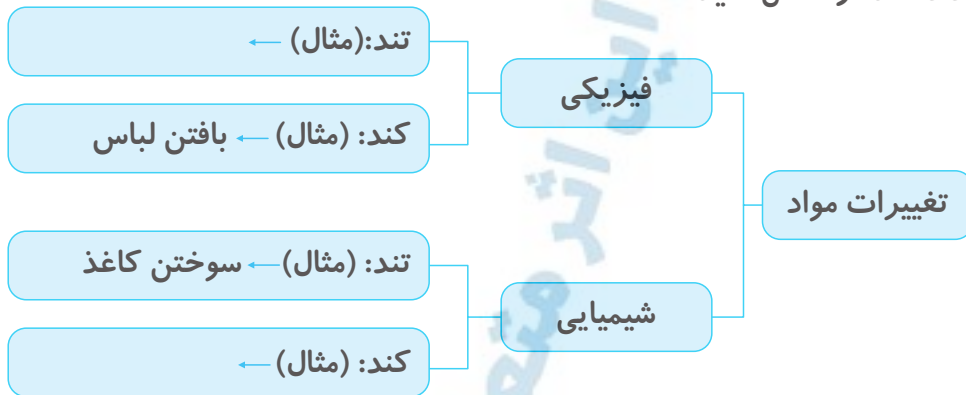 تغییرات مواد
فیزیکی
تند:(مثال) ←
کند: (مثال) ← بافتن لباس
شیمیایی
تند: (مثال)← سوختن کاغذ
کند: (مثال) ←